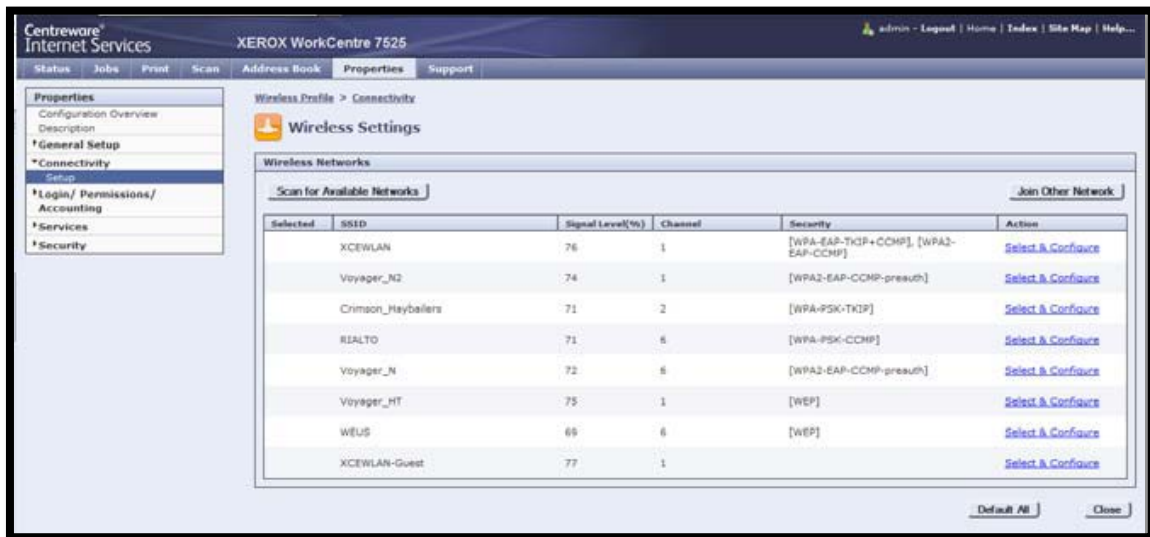 Centreware®
Internet Services
XEROX WorkCentre 7525
admin - Logout | Home | Index | Site Map | Help...
Status Jobs Print Scan Address Book Properties Support
Properties
Configuration Overview
Description
General Setup
Connectivity
Setup
Login/ Permissions/
Accounting
Services
Security
Wireless Profile > Connectivity
Wireless Settings
Wireless Networks
Scan for Available Networks
Join Other Network
Selected SSID Signal Level(%) Channel Security Action
XCEWLAN 76 1 [WPA-EAP-TKIP+CCMP], [WPA2-
EAP-CCMP] Select & Configure
Voyager_N2 74 1 [WPA2-EAP-CCMP-preauth] Select & Configure
Crimson_Haybailers 71 2 [WPA-PSK-TKIP] Select & Configure
RIALTO 71 6 [WPA-PSK-CCMP] Select & Configure
Voyager_N 72 6 [WPA2-EAP-CCMP-preauth] Select & Configure
Voyager_HT 75 1 [WEP] Select & Configure
WEUS 69 6 [WEP] Select & Configure
XCEWLAN-Guest 77 1 Select & Configure
Default All
Close